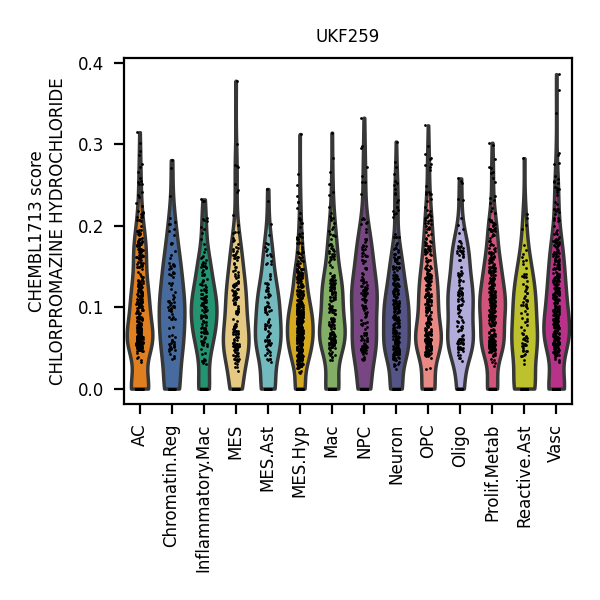 UKF259
CHEMBL1713 score
CHLORPROMAZINE HYDROCHLORIDE
0.4
0.3
0.2
0.1
0.0
AC
Chromatin.Reg
Inflammatory.Mac
MES
MES.Ast
MES.Hyp
Mac
NPC
Neuron
OPC
Oligo
Prolif.Metab
Reactive.Ast
Vasc